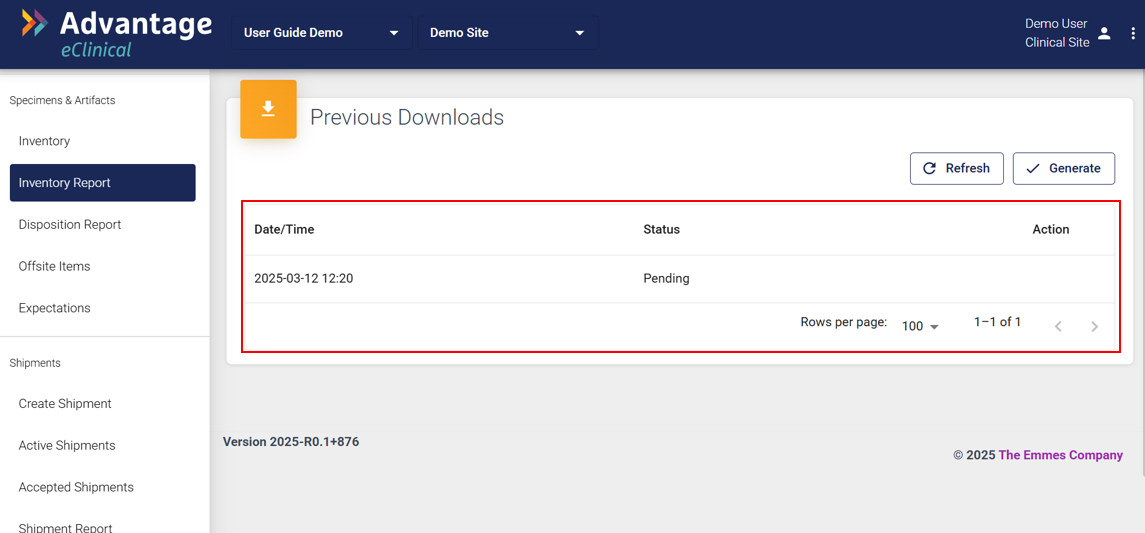 Advantage
eClinical
User Guide Demo
Demo Site
Demo User
Clinical Site
Specimens & Artifacts
Inventory
Inventory Report
Disposition Report
Offsite Items
Expectations
Shipments
Create Shipment
Active Shipments
Accepted Shipments
Shipment Report
Previous Downloads
Refresh
Generate
Date/Time Status Action
2025-03-12 12:20 Pending
Rows per page: 100 1–1 of 1
Version 2025-R0.1+876
© 2025 The Emmes Company